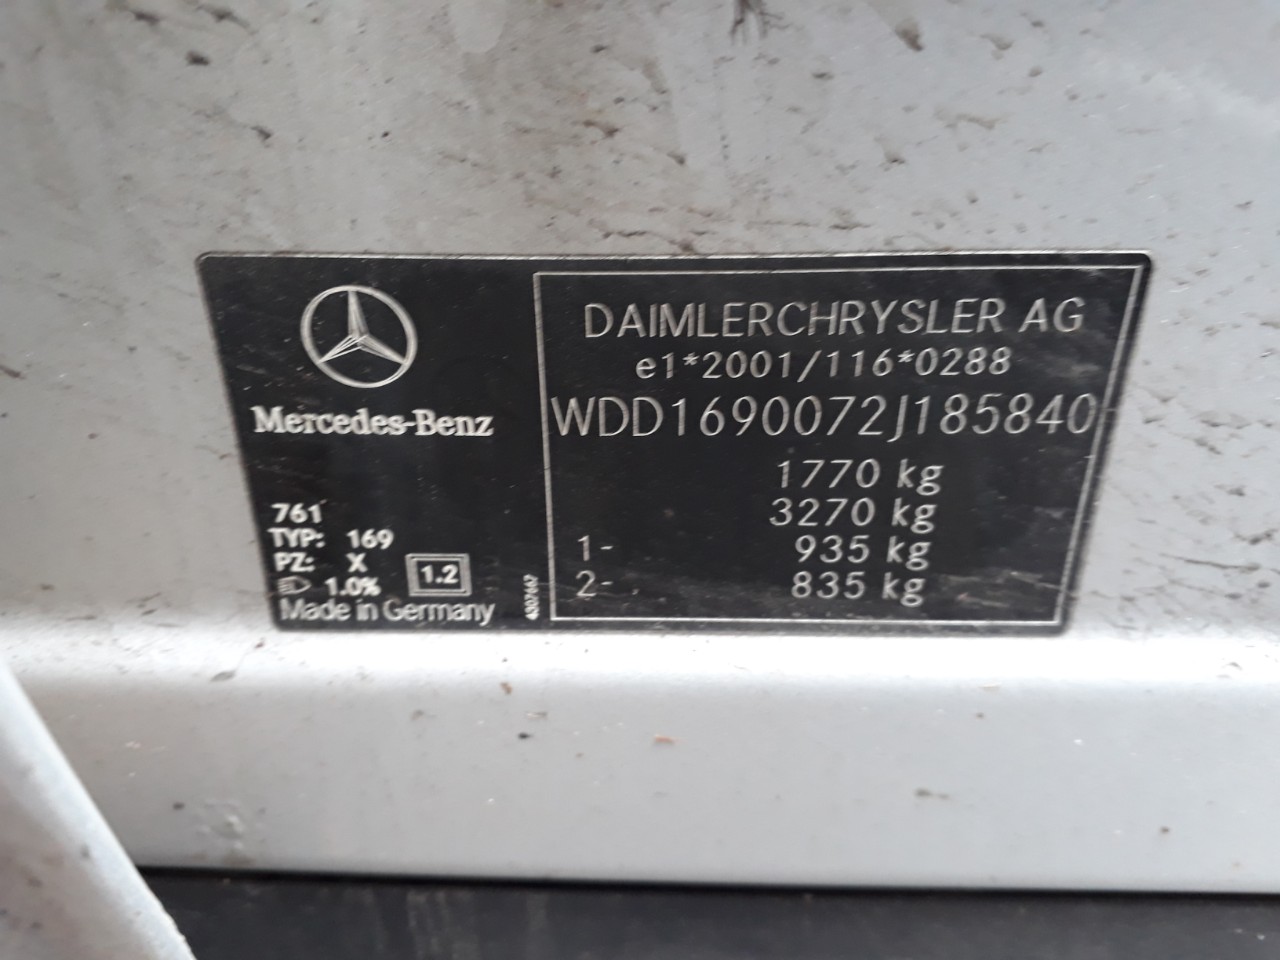 Mercedes-Benz
761
TYP: 169
PZ: X
1.0%
1.2
Made in Germany
4307667
DAIMLERCHRYSLER AG
e1*2001/116*0288
WDD1690072J185840
1770 kg
3270 kg
1- 935 kg
2- 835 kg